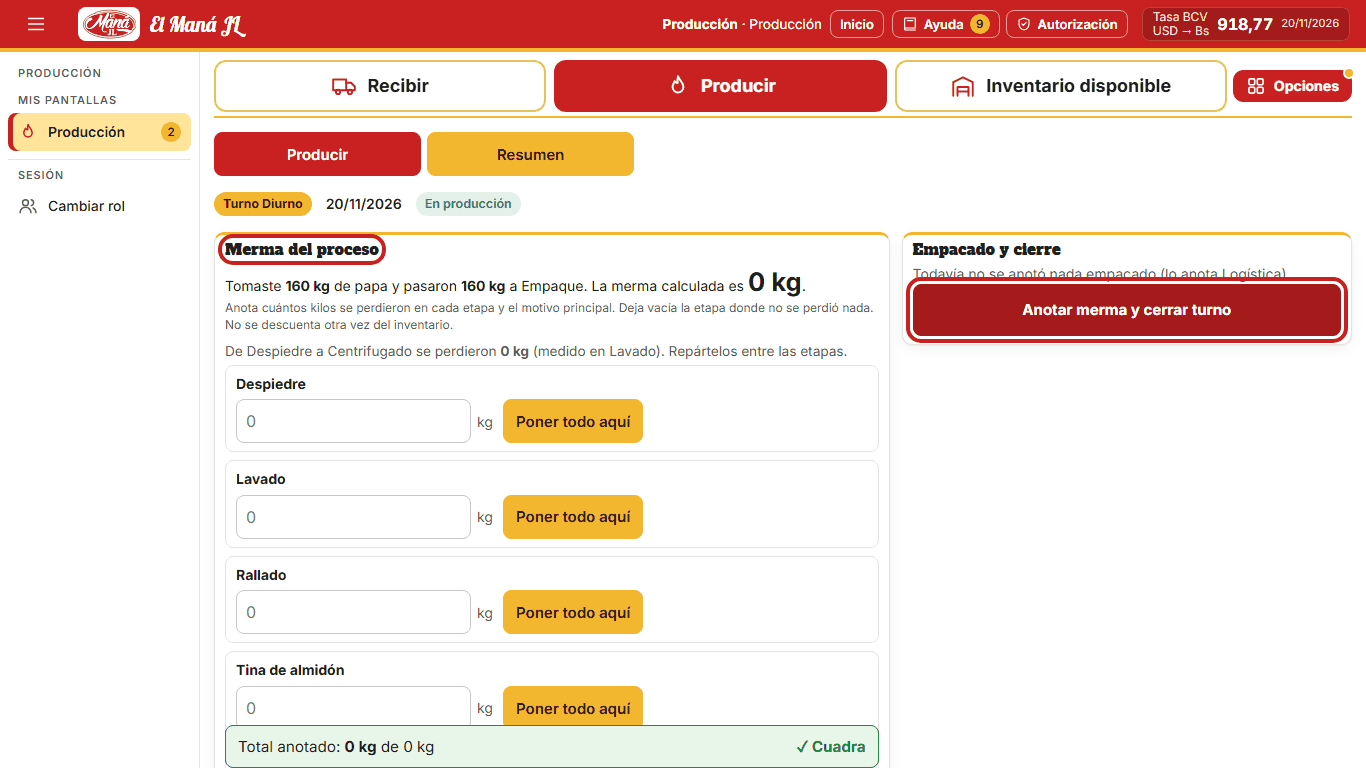 El Maná JL
Producción · Producción
Inicio
Ayuda 9
Autorización
Tasa BCV
USD → Bs
918,77
20/11/2026
PRODUCCIÓN
MIS PANTALLAS
Producción 2
SESIÓN
Cambiar rol
Recibir
Producir
Inventario disponible
Opciones
Producir
Resumen
Turno Diurno
20/11/2026
En producción
Merma del proceso
Tomaste 160 kg de papa y pasaron 160 kg a Empaque. La merma calculada es 0 kg.
Anota cuántos kilos se perdieron en cada etapa y el motivo principal. Deja vacía la etapa donde no se perdió nada.
No se descuenta otra vez del inventario.
De Despiedre a Centrifugado se perdieron 0 kg (medido en Lavado). Repártelos entre las etapas.
Despiedre
0 kg Poner todo aquí
Lavado
0 kg Poner todo aquí
Rallado
0 kg Poner todo aquí
Tina de almidón
0 kg Poner todo aquí
Total anotado: 0 kg de 0 kg ✓ Cuadra
Empacado y cierre
Todavía no se anotó nada empacado (lo anota Logística)
Anotar merma y cerrar turno